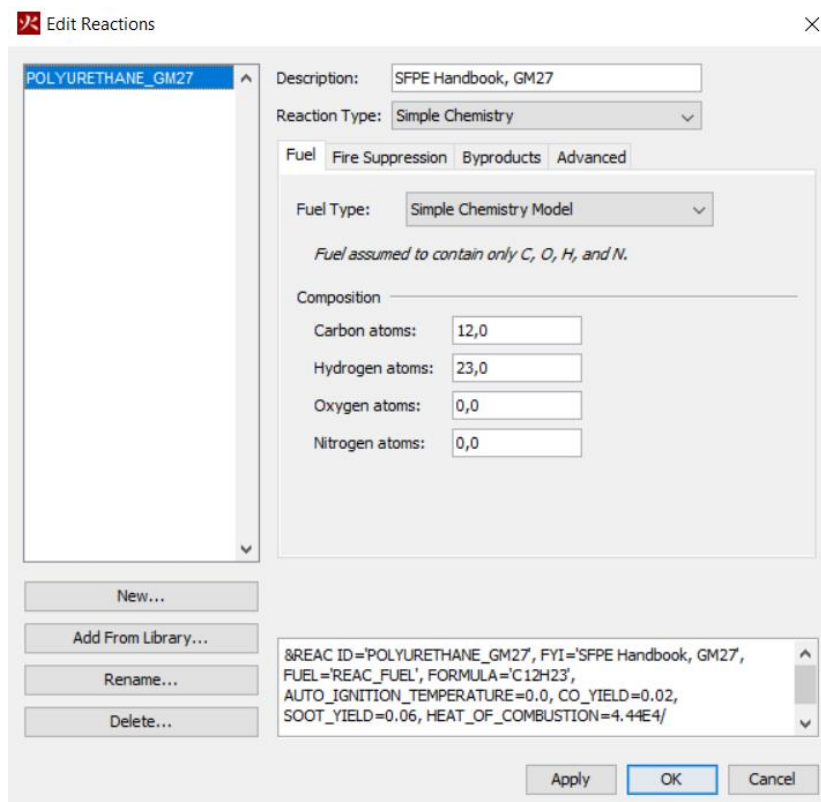 Edit Reactions
POLYURETHANE_GM27
Description: SFPE Handbook, GM27
Reaction Type: Simple Chemistry
Fuel Fire Suppression Byproducts Advanced
Fuel Type: Simple Chemistry Model
Fuel assumed to contain only C, O, H, and N.
Composition
Carbon atoms: 12,0
Hydrogen atoms: 23,0
Oxygen atoms: 0,0
Nitrogen atoms: 0,0
New...
Add From Library...
Rename...
Delete...
&REAC ID='POLYURETHANE_GM27', FYI='SFPE Handbook, GM27',
FUEL='REAC_FUEL', FORMULA='C12H23',
AUTO_IGNITION_TEMPERATURE=0.0, CO_YIELD=0.02,
SOOT_YIELD=0.06, HEAT_OF_COMBUSTION=4.44E4/
Apply OK Cancel